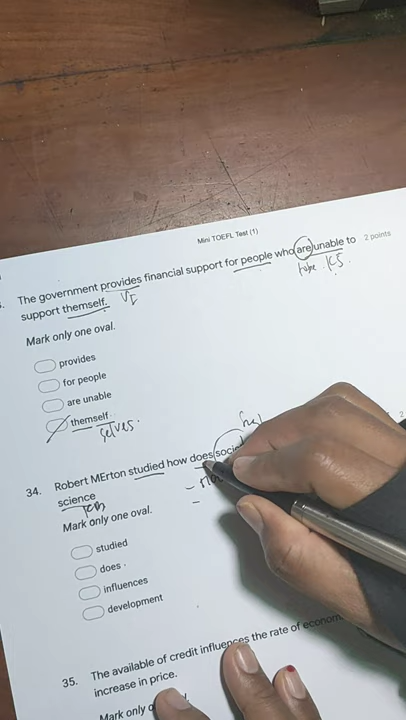 Mini TOEFL Test (1)
The government provides financial support for people who are unable to
2 points
support themself.
Mark only one oval.
provides
for people
are unable
themself
selves.
34. Robert MErton studied how does
science
Mark only one oval.
studied
does
influences
development
35. The available of credit influences the rate of econom
increase in price.
Mark only o